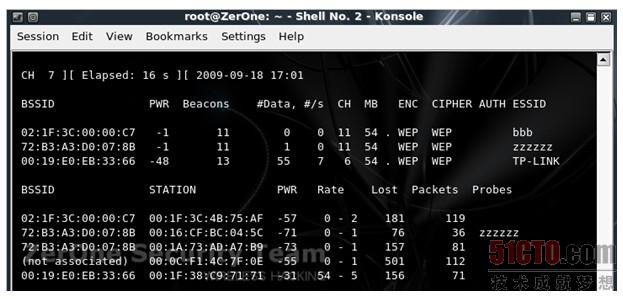 root@ZerOne: ~ - Shell No. 2 - Konsole
Session Edit View Bookmarks Settings Help
CH 7 ][ Elapsed: 16 s ][ 2009-09-18 17:01
BSSID PWR Beacons #Data, #/s CH MB ENC CIPHER AUTH ESSID
02:1F:3C:00:00:C7 -1 11 0 0 11 54 . WEP WEP bbb
72:B3:A3:D0:07:8B -1 11 1 0 11 54 . WEP WEP zzzzzz
00:19:E0:EB:33:66 -48 13 55 7 6 54 . WEP WEP TP-LINK
BSSID STATION PWR Rate Lost Packets Probes
02:1F:3C:00:00:C7 00:1F:3C:4B:75:AF -57 0 - 2 181 119
72:B3:A3:D0:07:8B 00:16:CF:BC:04:5C -71 0 - 1 76 36 zzzzzz
72:B3:A3:D0:07:8B 00:1A:73:AD:A7:B9 -73 0 - 1 157 81
(not associated) 00:0C:F1:4C:7F:0E -55 0 - 1 501 112
00:19:E0:EB:33:66 00:1F:38:C9:71:71 -31 54 - 5 156 71
ZerOne Security Team
51CTO.com
技术成就梦想